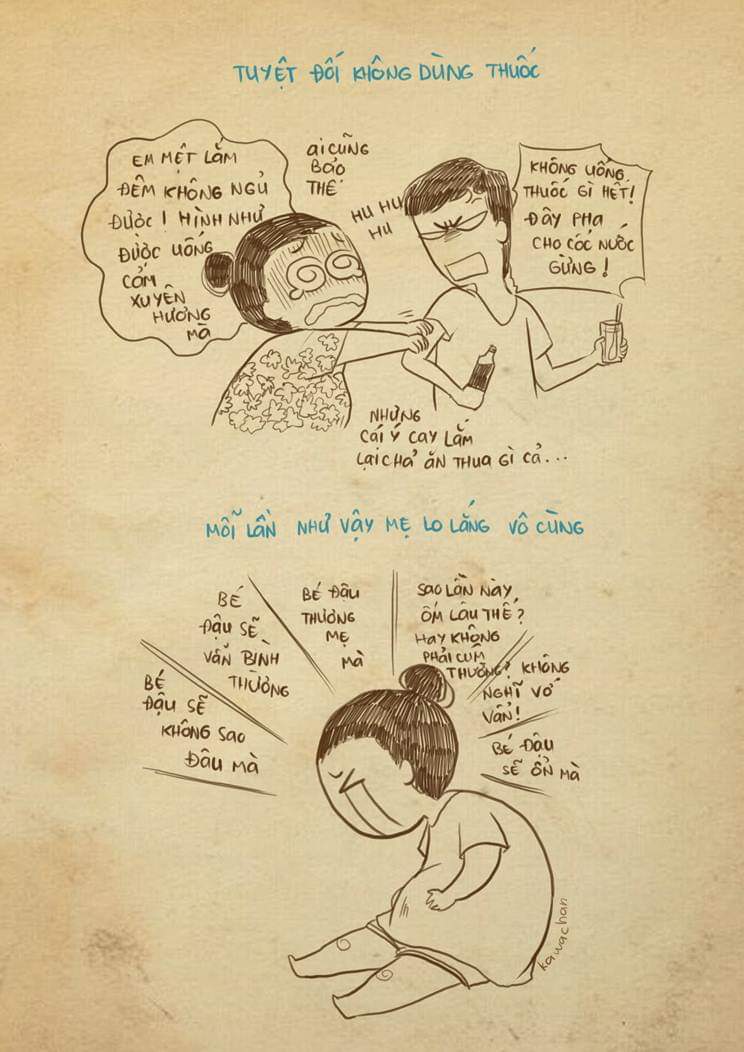 TUYỆT ĐỐI KHÔNG DÙNG THUỐC
EM MỆT LẮM
ĐÊM KHÔNG NGỦ
ĐƯỢC! HÌNH NHƯ
ĐƯỢC UỐNG
CẢM
XUYÊN
HƯƠNG
MÀ
AI CŨNG
BẢO
THẾ
HU HU
HU
KHÔNG UỐNG
THUỐC GÌ HẾT!
ĐÂY PHA
CHO CỐC NƯỚC
GỪNG!
NHƯNG
CÁI Ý CAY LẮM
LẠI CHẢ ĂN THUA GÌ CẢ...
MỖI LẦN NHƯ VẬY MẸ LO LẮNG VÔ CÙNG
BÉ
ĐẬU SẼ
KHÔNG SAO
ĐÂU MÀ
BÉ
ĐẬU SẼ
VẪN BÌNH
THƯỜNG
BÉ ĐẬU
THƯƠNG
MẸ
MÀ
SAO LẦN NÀY
ỐM LÂU THẾ?
HAY KHÔNG
PHẢI CÚM
THƯỜNG? KHÔNG
NGHĨ VỚ
VẨN!
BÉ ĐẬU
SẼ ỔN MÀ
kawachan